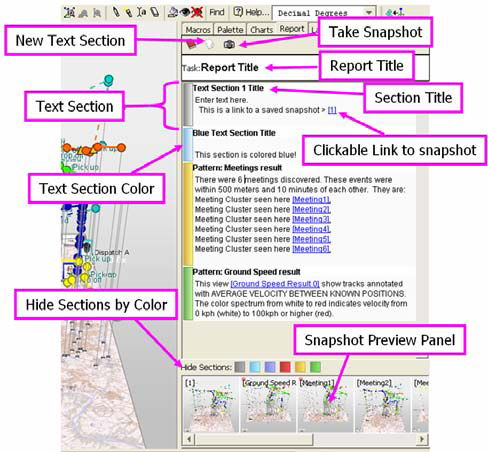 Find
Help...
Decimal Degrees
New Text Section
Take Snapshot
Macros
Palette
Charts
Report
Task:Report Title
Report Title
Text Section
Text Section 1 Title
Section Title
Enter text here.
This is a link to a saved snapshot > [1]
Clickable Link to snapshot
Blue Text Section Title
This section is colored blue!
Text Section Color
Pattern: Meetings result
There were 6 meetings discovered. These events were
within 500 meters and 10 minutes of each other. They are:
Meeting Cluster seen here [Meeting1],
Meeting Cluster seen here [Meeting2],
Meeting Cluster seen here [Meeting3],
Meeting Cluster seen here [Meeting4],
Meeting Cluster seen here [Meeting5],
Meeting Cluster seen here [Meeting6],
Pick up
Dispatch A
Pick up
Pattern: Ground Speed result
This view [Ground Speed Result 0] show tracks annotated
with AVERAGE VELOCITY BETWEEN KNOWN POSITIONS.
The color spectrum from white to red indicates velocity from
0 kph (white) to 100kph or higher (red).
Hide Sections by Color
Snapshot Preview Panel
Hide Sections:
[1]
[Ground Speed R
[Meeting1]
[Meeting2]